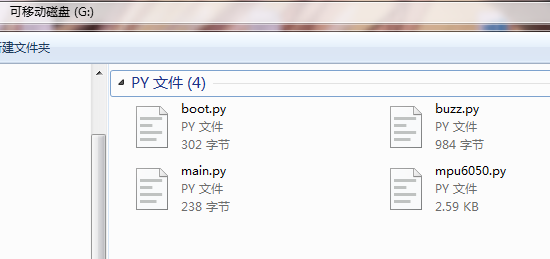 可移动磁盘 (G:)
新建文件夹
PY 文件 (4)
boot.py
PY 文件
302 字节
buzz.py
PY 文件
984 字节
main.py
PY 文件
238 字节
mpu6050.py
PY 文件
2.59 KB